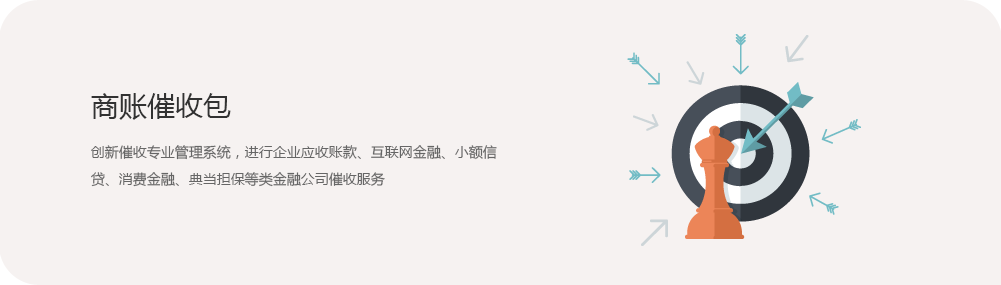 商账催收包
创新催收专业管理系统，进行企业应收账款、互联网金融、小额信
贷、消费金融、典当担保等类金融公司催收服务